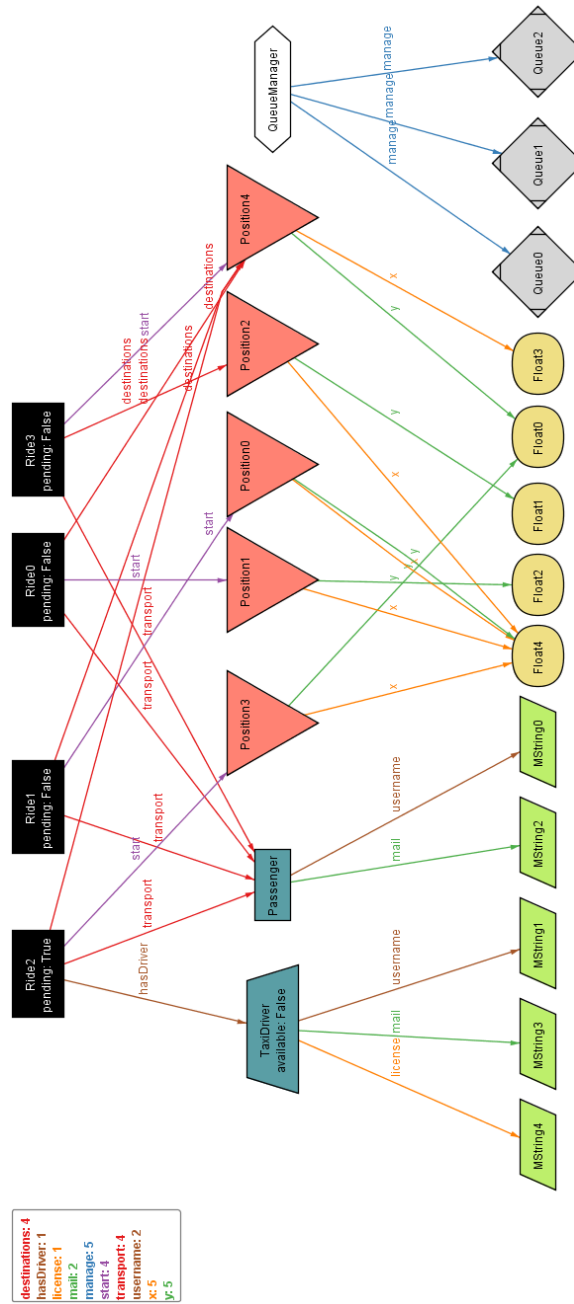 destinations: 4
hasDriver: 1
license: 1
mail: 2
manage: 5
start: 4
transport: 4
username: 2
x: 5
y: 5
Ride2
pending: True
Ride1
pending: False
Ride0
pending: False
Ride3
pending: False
hasDriver
transport
start
transport
transport
transport
start
start
destinations
destinations
start
destinations
TaxiDriver
available: False
Passenger
Position3
Position1
Position0
Position2
Position4
QueueManager
license
mail
username
mail
username
x
x
y
x
y
x
y
y
x
manage
manage
manage
MString4
MString3
MString1
MString2
MString0
Float4
Float2
Float1
Float0
Float3
Queue0
Queue1
Queue2